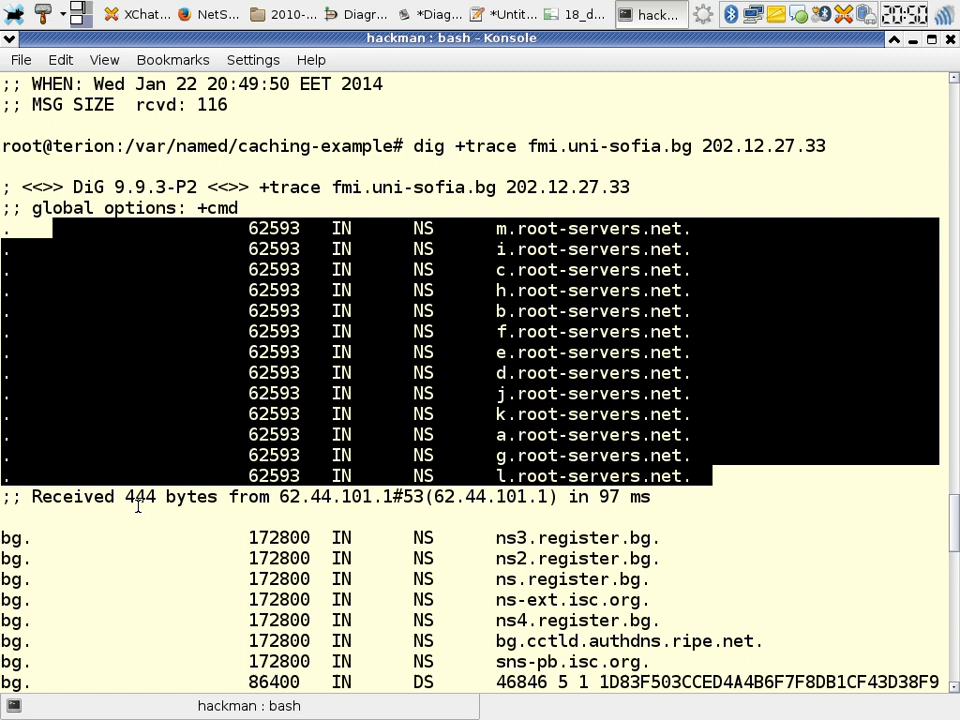 XChat... NetS... 2010-... Diagr... *Diag... *Untit... 18_d... hack... 20:50
hackman : bash - Konsole
File Edit View Bookmarks Settings Help
;; WHEN: Wed Jan 22 20:49:50 EET 2014
;; MSG SIZE  rcvd: 116
root@terion:/var/named/caching-example# dig +trace fmi.uni-sofia.bg 202.12.27.33
; <<>> DiG 9.9.3-P2 <<>> +trace fmi.uni-sofia.bg 202.12.27.33
;; global options: +cmd
. 62593 IN NS m.root-servers.net.
. 62593 IN NS i.root-servers.net.
. 62593 IN NS c.root-servers.net.
. 62593 IN NS h.root-servers.net.
. 62593 IN NS b.root-servers.net.
. 62593 IN NS f.root-servers.net.
. 62593 IN NS e.root-servers.net.
. 62593 IN NS d.root-servers.net.
. 62593 IN NS j.root-servers.net.
. 62593 IN NS k.root-servers.net.
. 62593 IN NS a.root-servers.net.
. 62593 IN NS g.root-servers.net.
. 62593 IN NS l.root-servers.net.
;; Received 444 bytes from 62.44.101.1#53(62.44.101.1) in 97 ms
bg. 172800 IN NS ns3.register.bg.
bg. 172800 IN NS ns2.register.bg.
bg. 172800 IN NS ns.register.bg.
bg. 172800 IN NS ns-ext.isc.org.
bg. 172800 IN NS ns4.register.bg.
bg. 172800 IN NS bg.cctld.authdns.ripe.net.
bg. 172800 IN NS sns-pb.isc.org.
bg. 86400 IN DS 46846 5 1 1D83F503CCED4A4B6F7F8DB1CF43D38F9
hackman : bash